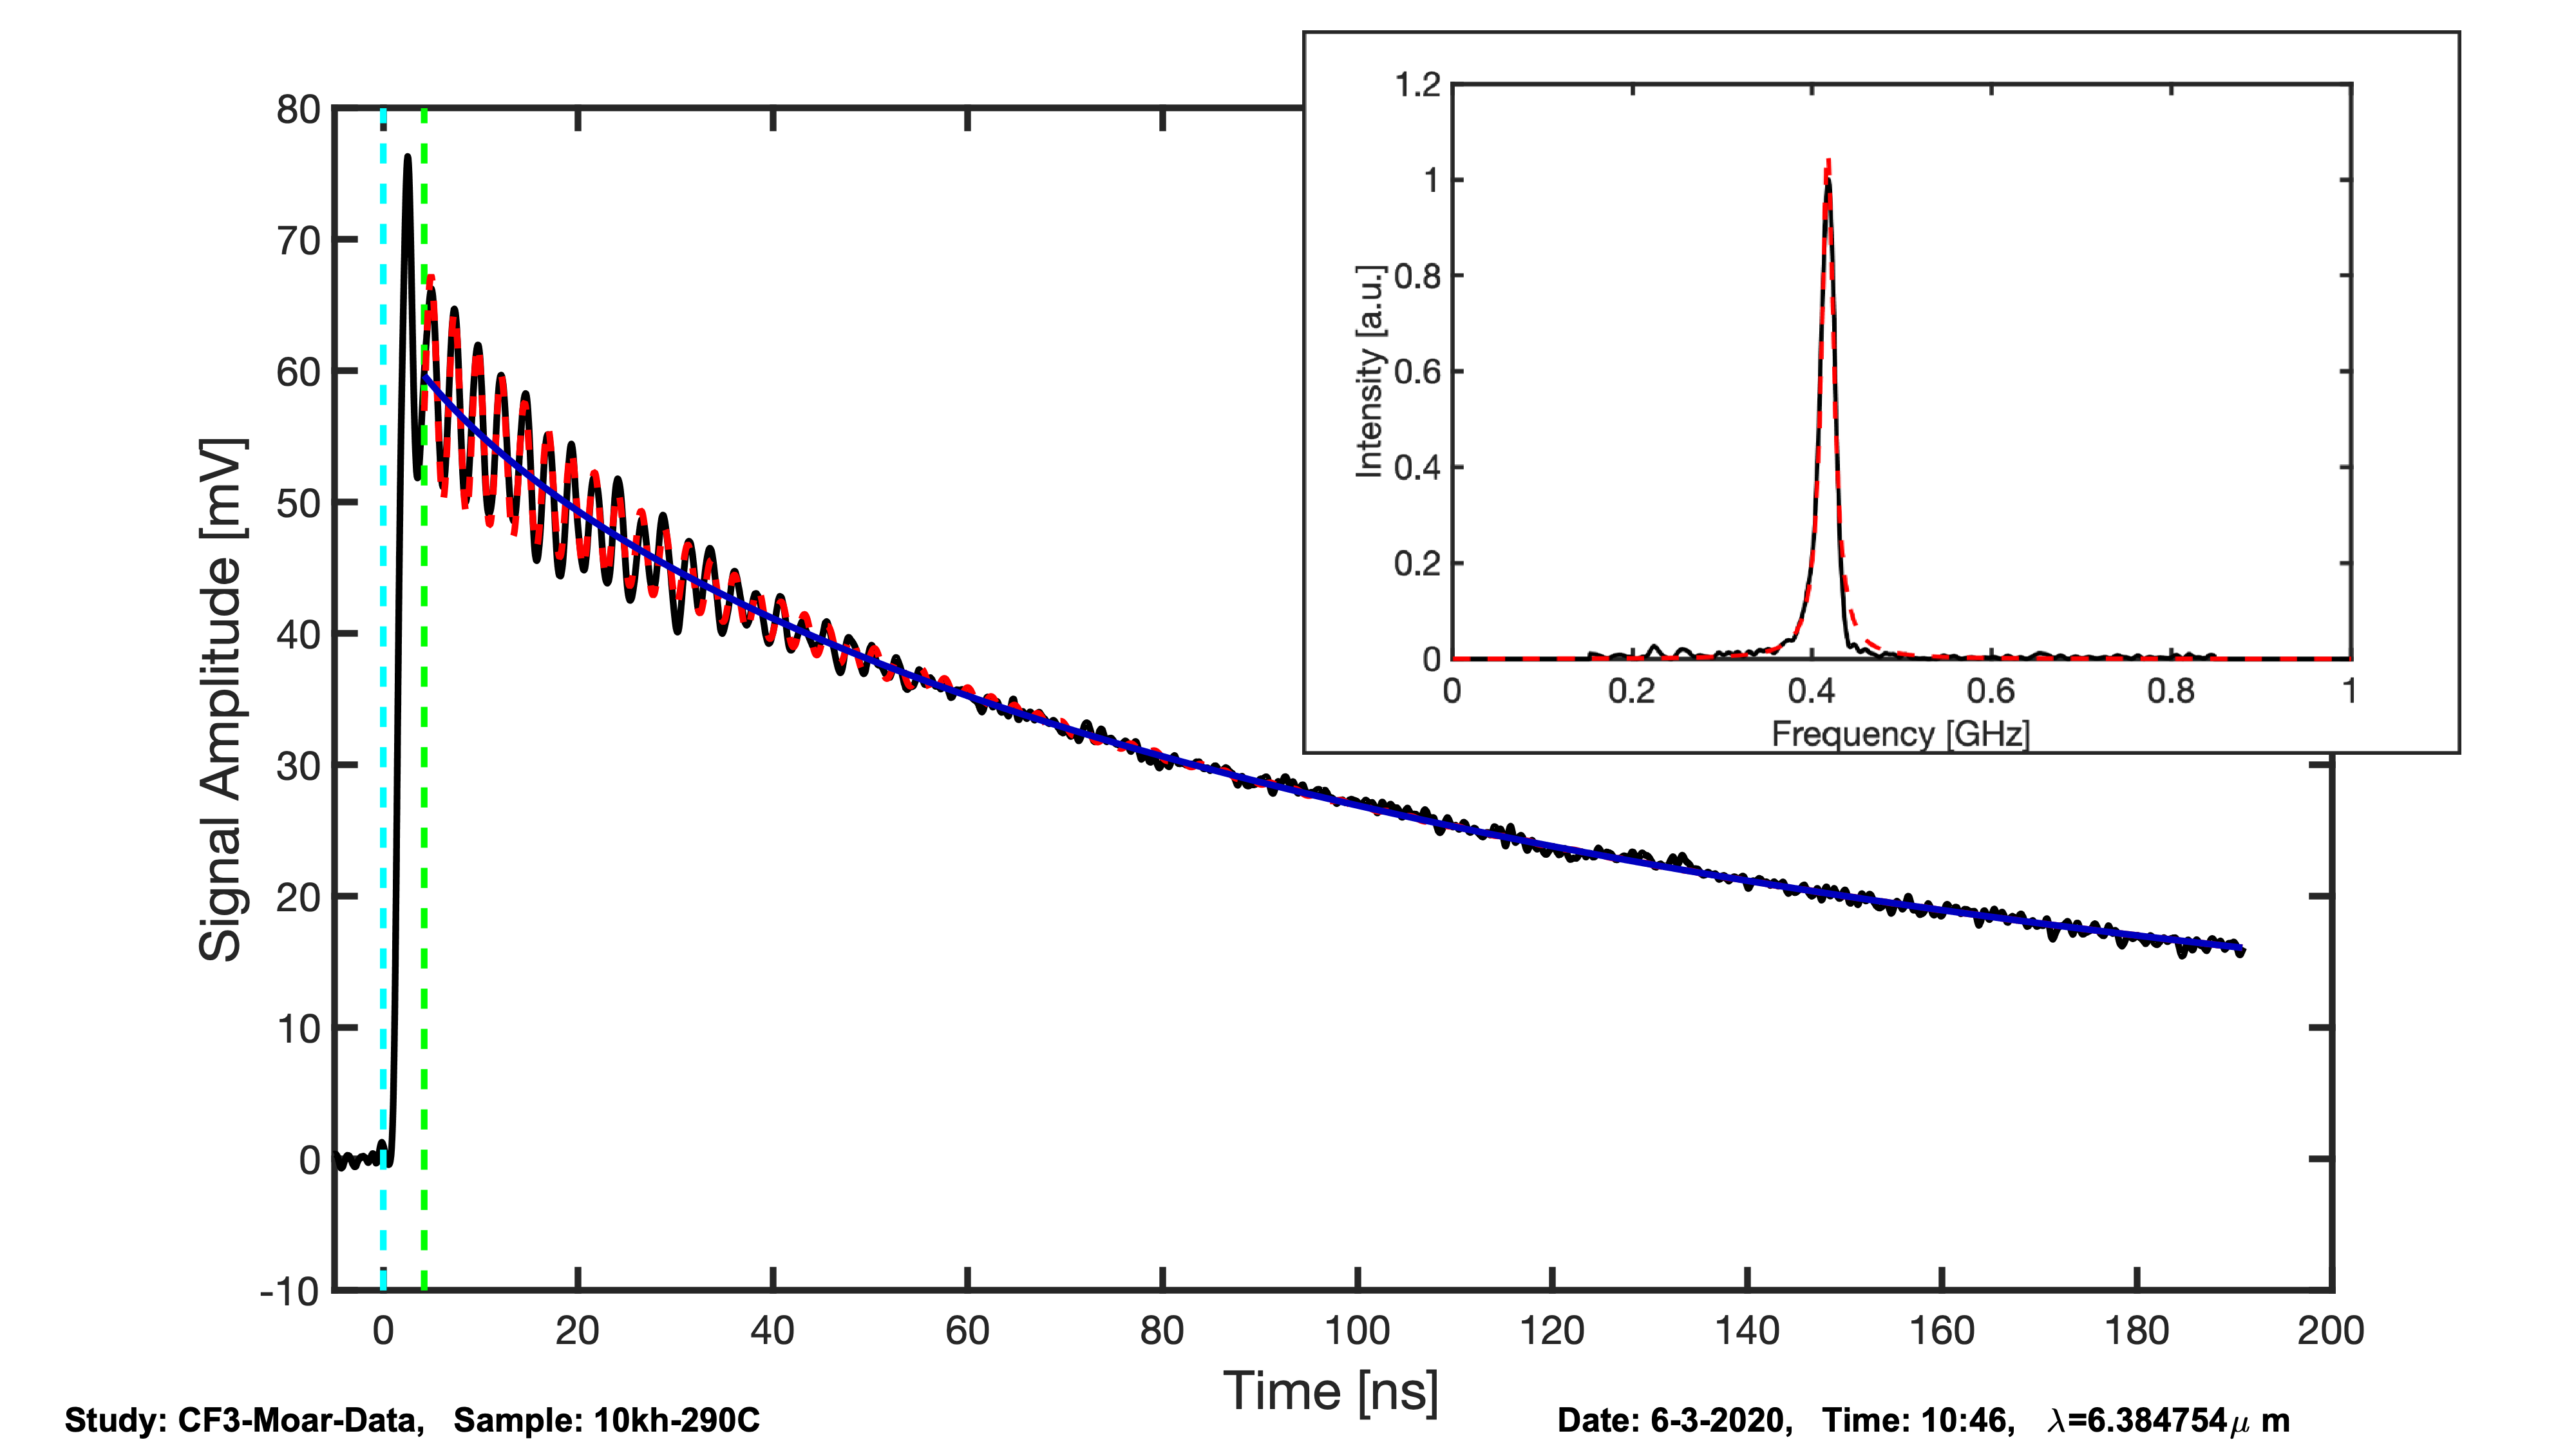 1.2
1
0.8
0.6
0.4
0.2
0
Intensity [a.u.]
0 0.2 0.4 0.6 0.8 1
Frequency [GHz]
80
70
60
50
40
30
20
10
0
-10
Signal Amplitude [mV]
0 20 40 60 80 100 120 140 160 180 200
Time [ns]
Study: CF3-Moar-Data, Sample: 10kh-290C
Date: 6-3-2020, Time: 10:46, λ=6.384754μ m